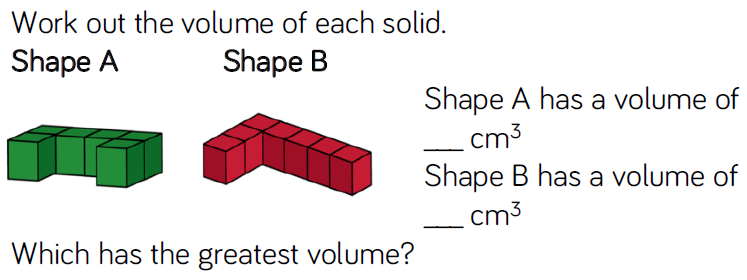 Work out the volume of each solid.
Shape A Shape B
Shape A has a volume of
___ cm³
Shape B has a volume of
___ cm³
Which has the greatest volume?